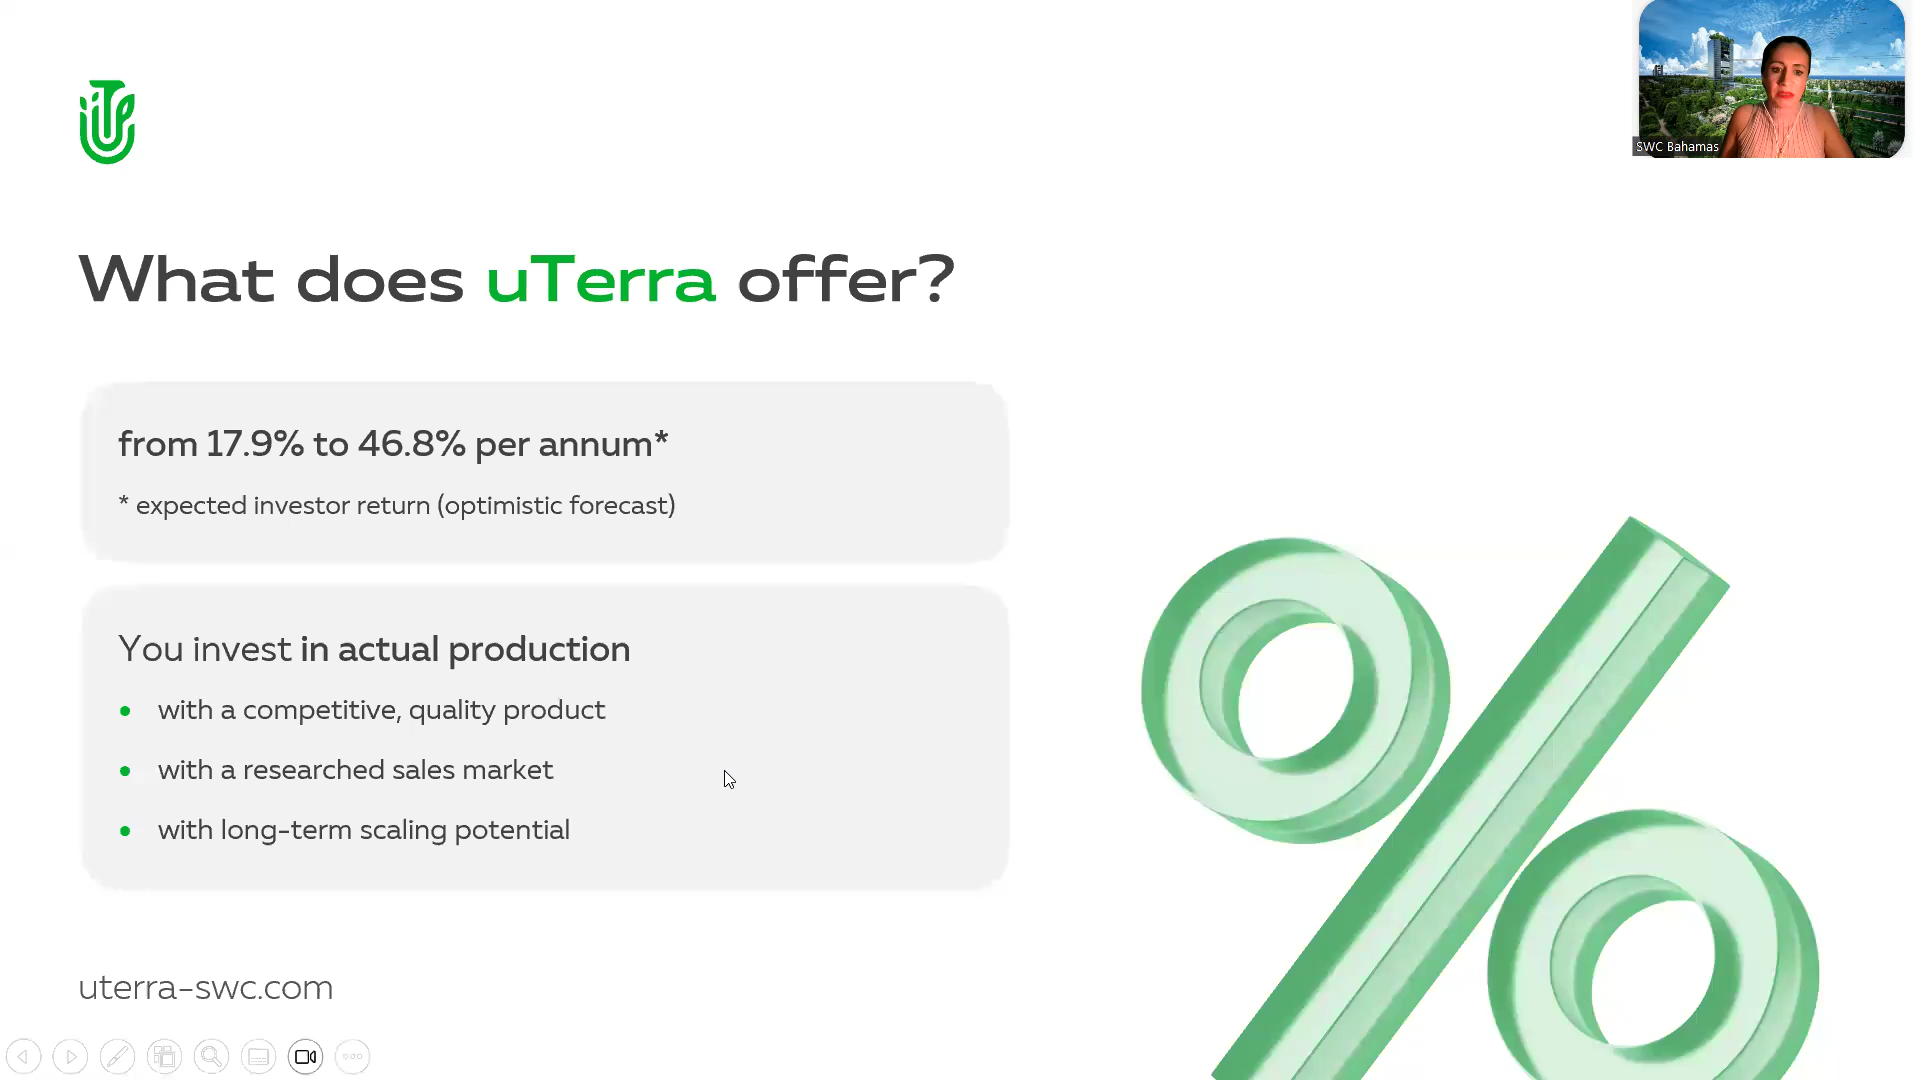 SWC Bahamas
What does uTerra offer?
from 17.9% to 46.8% per annum*
* expected investor return (optimistic forecast)
You invest in actual production
• with a competitive, quality product
• with a researched sales market
• with long-term scaling potential
uterra-swc.com